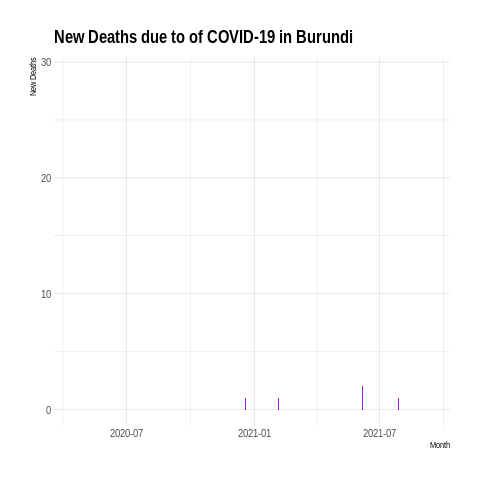 New Deaths due to of COVID-19 in Burundi
New Deaths
30
20
10
0
2020-07
2021-01
2021-07
Month